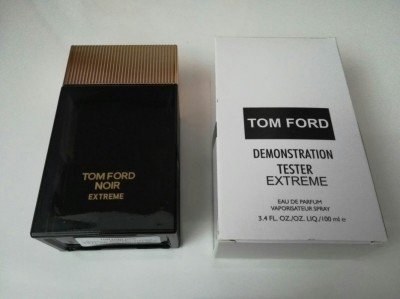 TOM FORD
NOIR
EXTREME
TOM FORD
DEMONSTRATION
TESTER
EXTREME
EAU DE PARFUM
VAPORISATEUR SPRAY
3.4 FL. OZ./OZ. LIQ./100 ml e